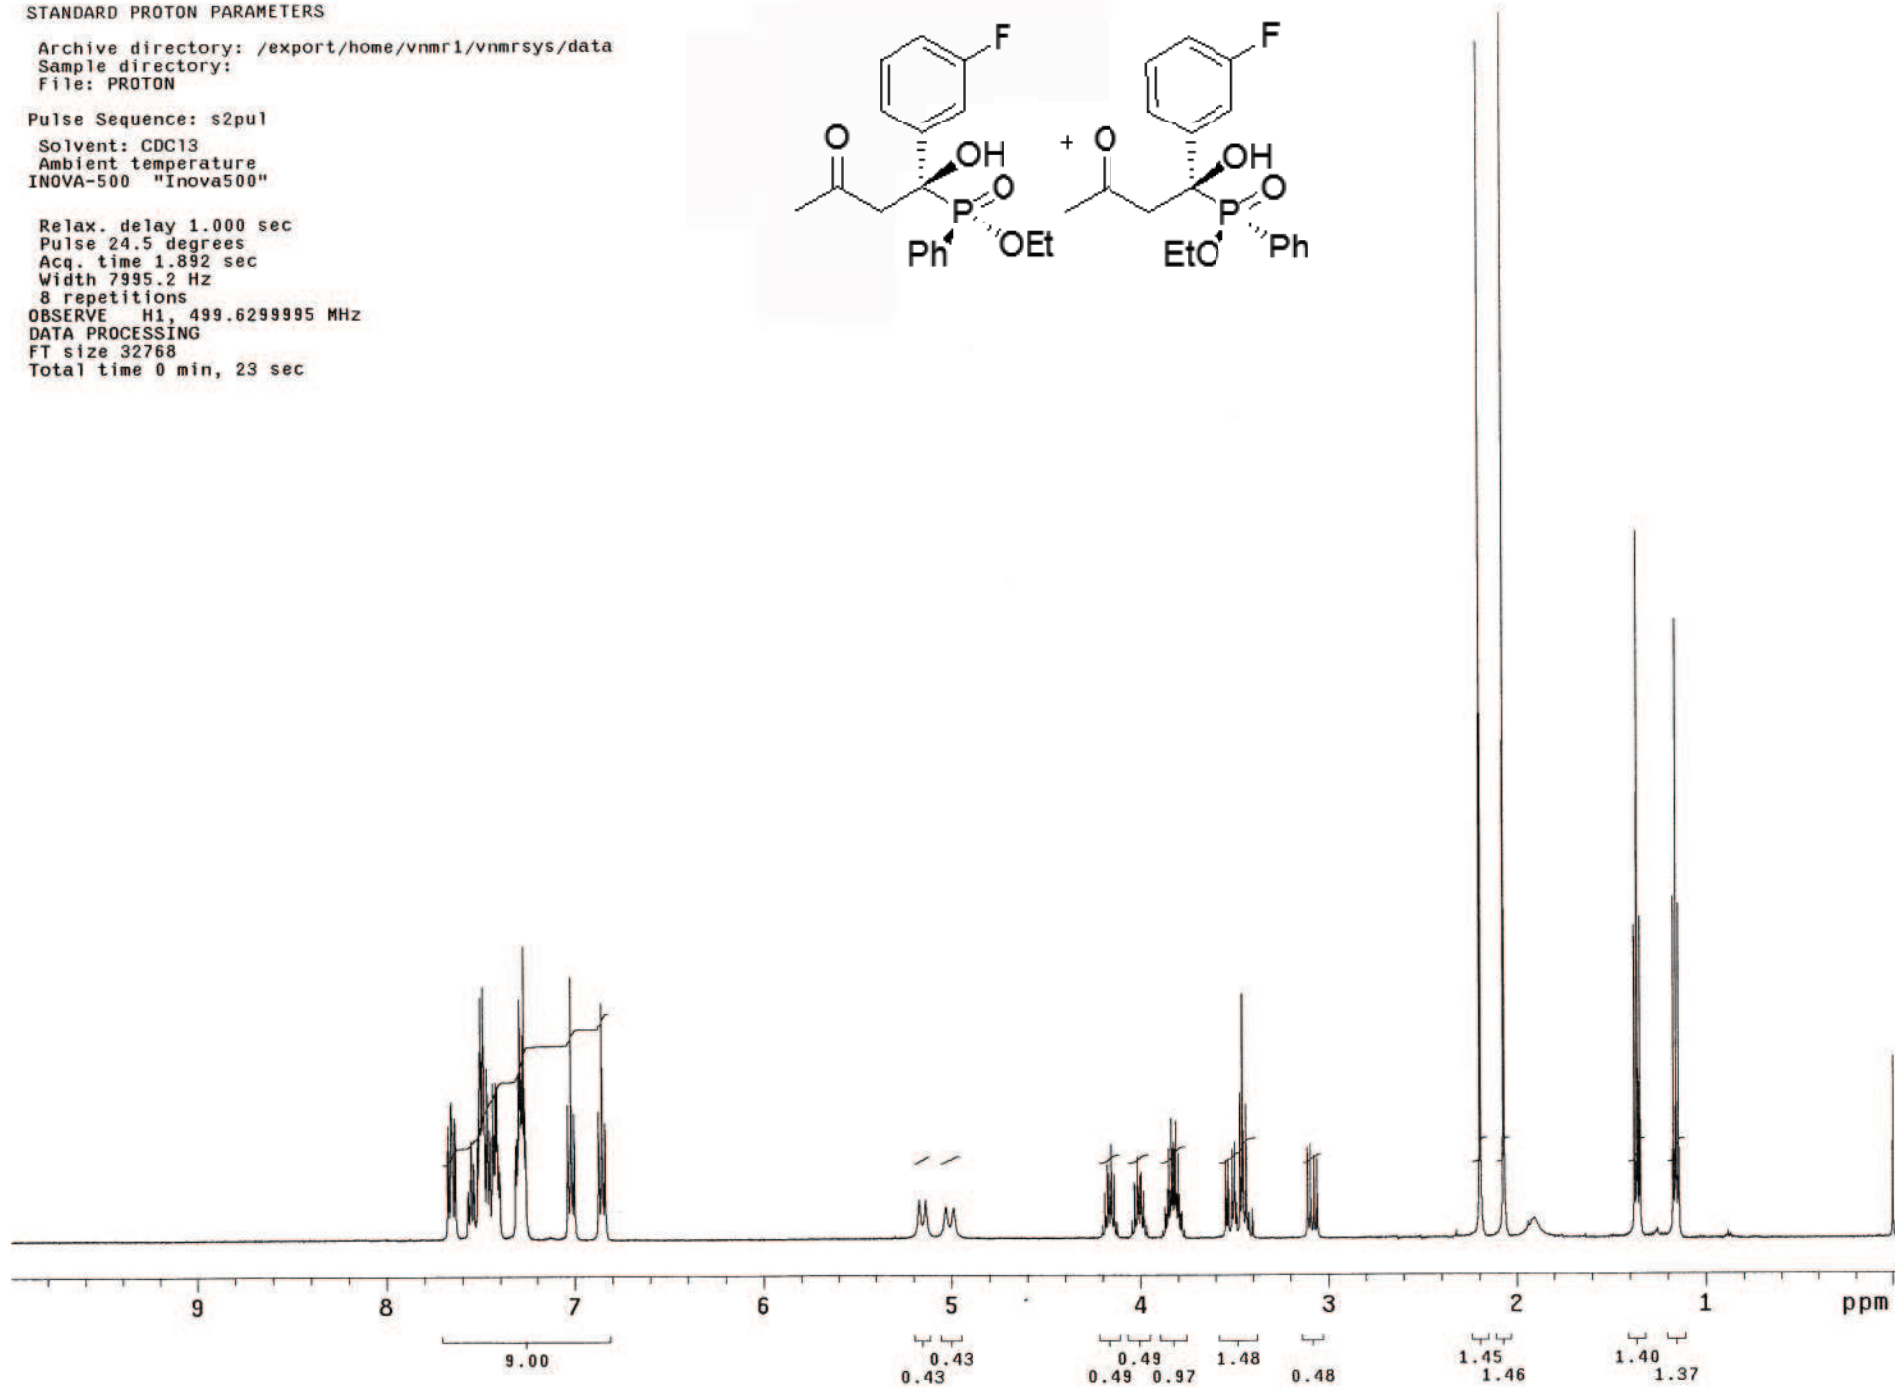 STANDARD PROTON PARAMETERS
Archive directory: /export/home/vnmr1/vnmrsys/data
Sample directory:
File: PROTON
Pulse Sequence: s2pul
Solvent: CDCl3
Ambient temperature
INOVA-500 "Inova500"
Relax. delay 1.000 sec
Pulse 24.5 degrees
Acq. time 1.892 sec
Width 7995.2 Hz
8 repetitions
OBSERVE H1, 499.6299995 MHz
DATA PROCESSING
FT size 32768
Total time 0 min, 23 sec
F F
O OH + O OH
P O P O
Ph OEt EtO Ph
9 8 7 6 5 4 3 2 1 ppm
9.00 0.43 0.49 1.48 1.45 1.40
0.43 0.49 0.97 0.48 1.46 1.37